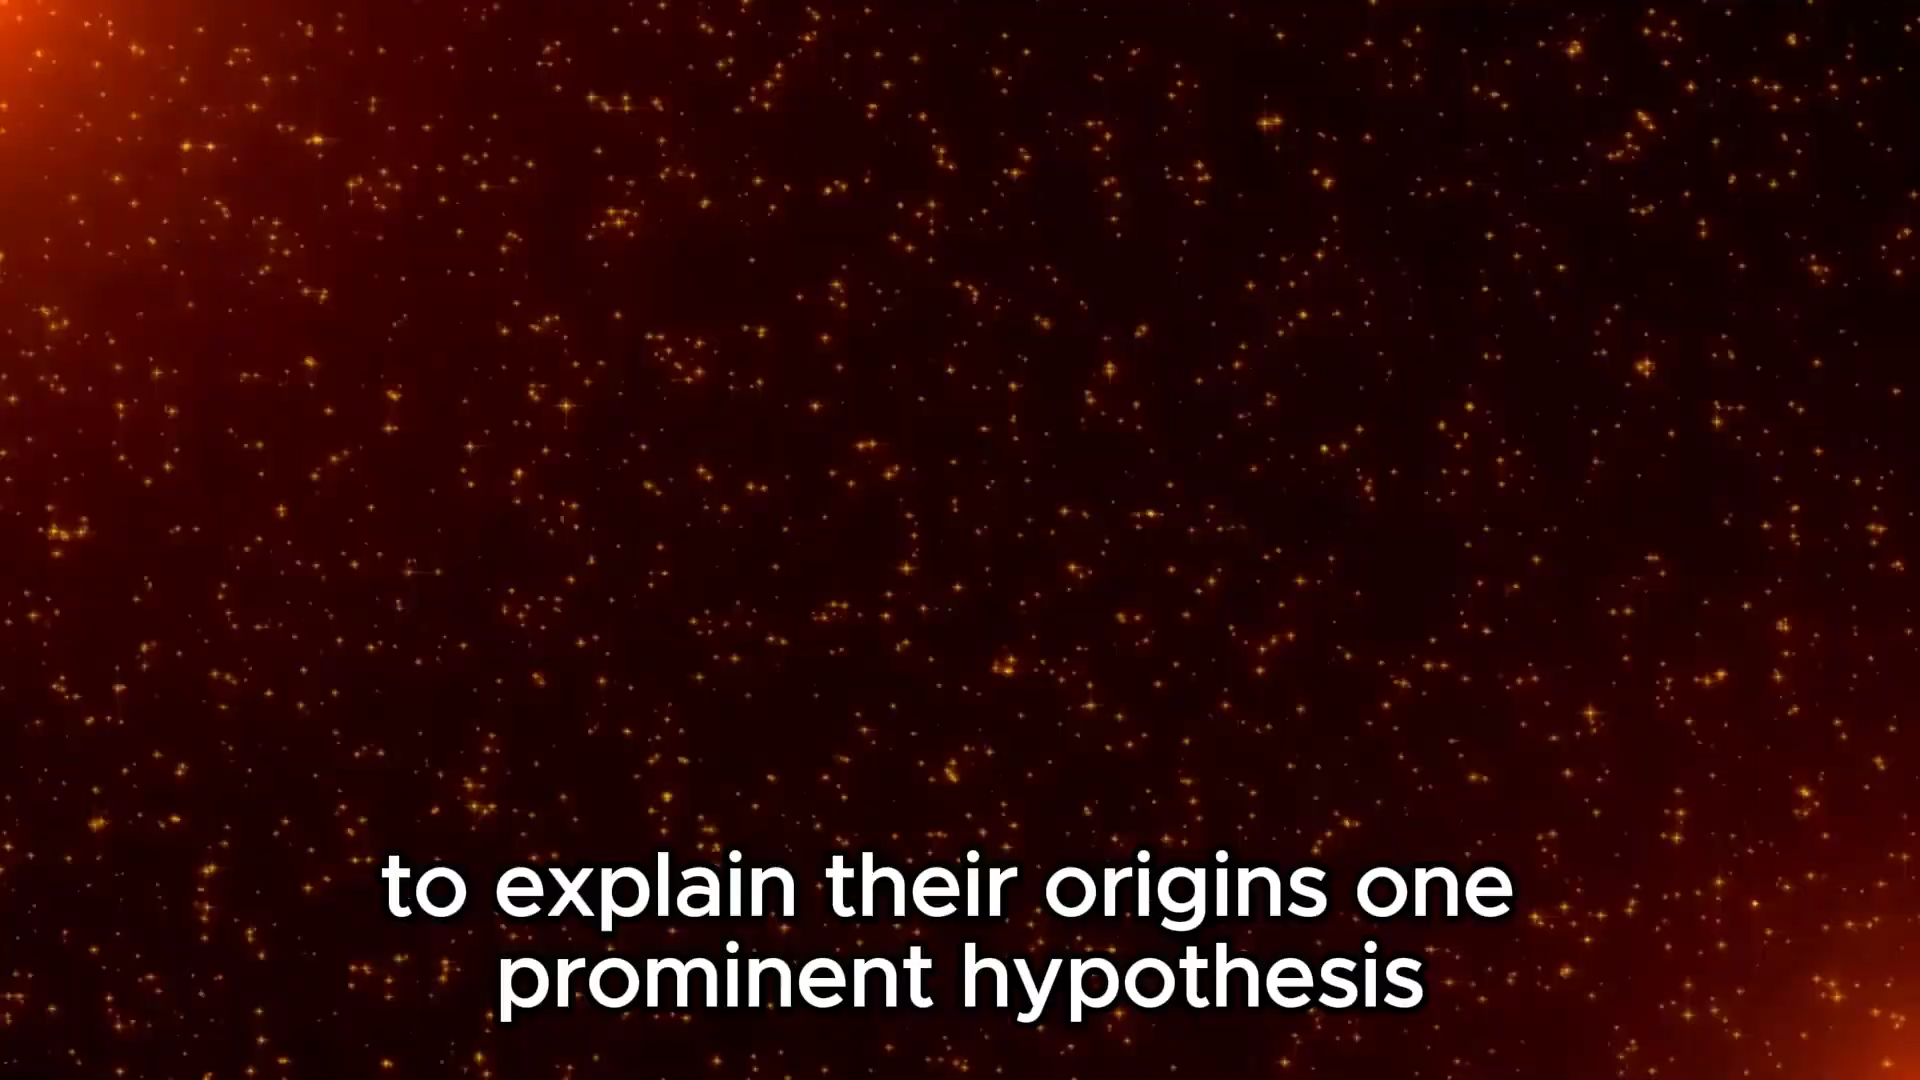 to explain their origins one
prominent hypothesis